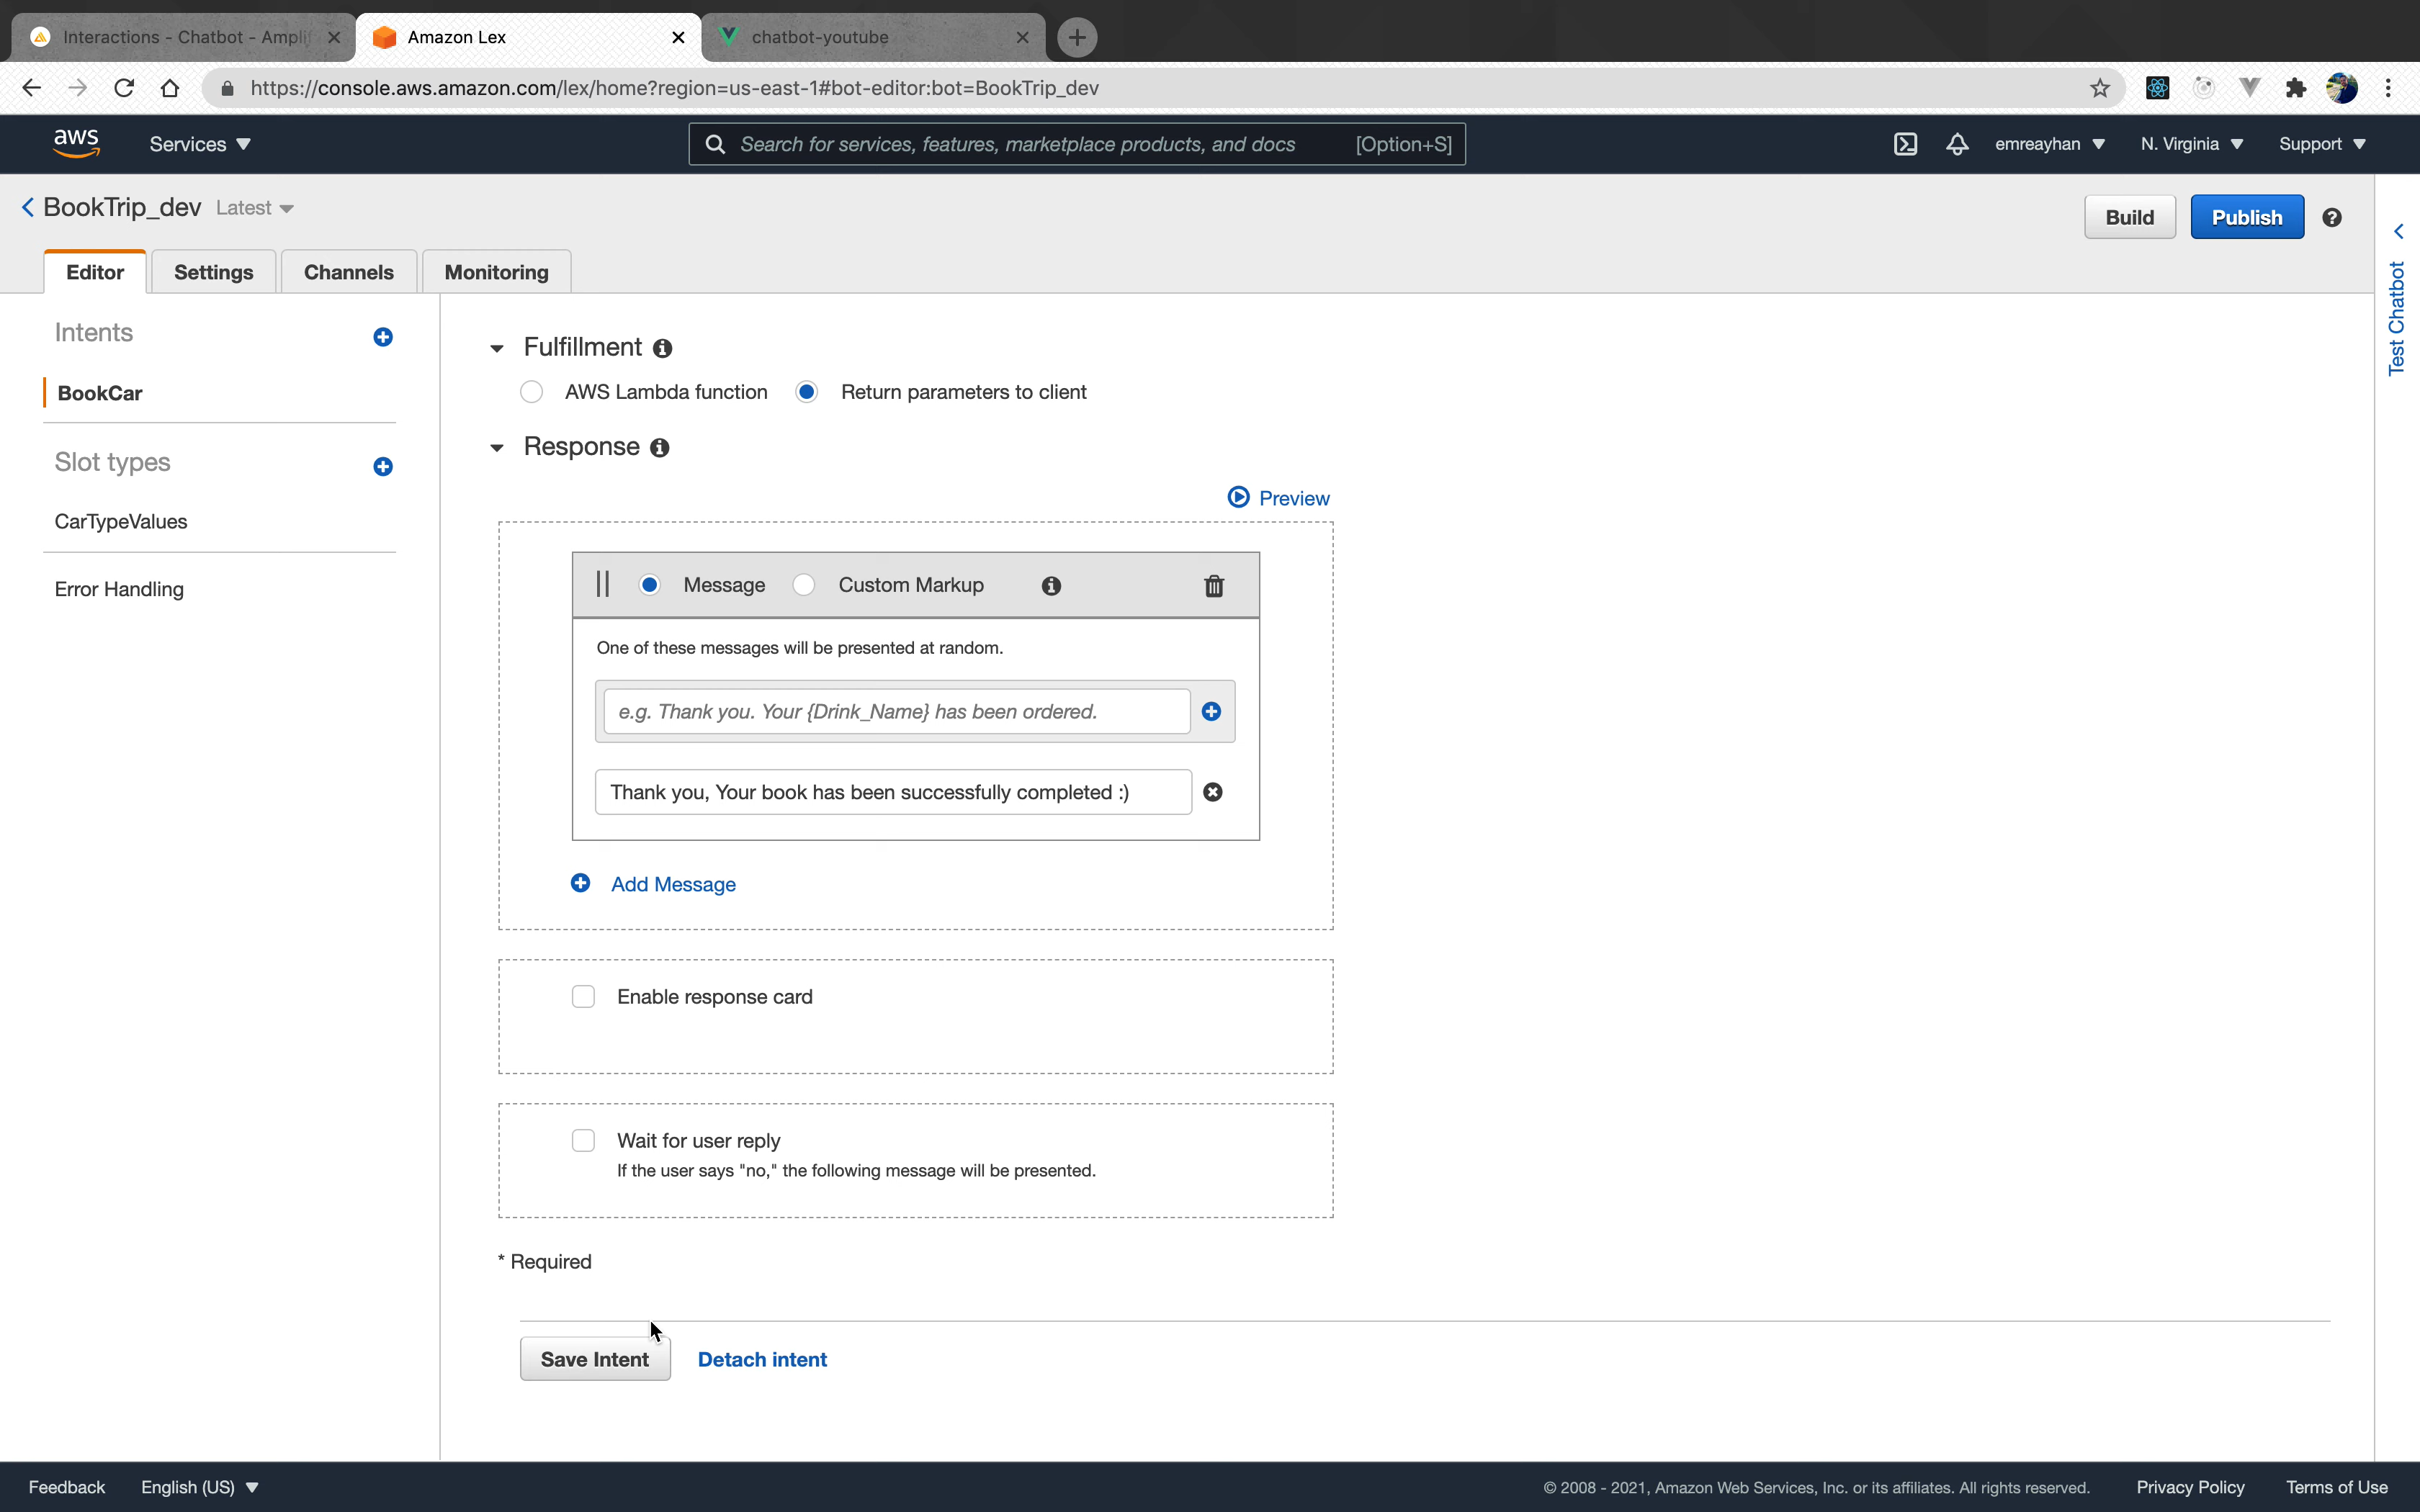 Interactions - Chatbot - Ampli
Amazon Lex
chatbot-youtube
https://console.aws.amazon.com/lex/home?region=us-east-1#bot-editor:bot=BookTrip_dev
aws
Services
Search for services, features, marketplace products, and docs [Option+S]
emreayhan
N. Virginia
Support
BookTrip_dev Latest
Build
Publish
Editor
Settings
Channels
Monitoring
Test Chatbot
Intents
BookCar
Slot types
CarTypeValues
Error Handling
Fulfillment
AWS Lambda function
Return parameters to client
Response
Preview
Message
Custom Markup
One of these messages will be presented at random.
e.g. Thank you. Your {Drink_Name} has been ordered.
Thank you, Your book has been successfully completed :)
Add Message
Enable response card
Wait for user reply
If the user says "no," the following message will be presented.
* Required
Save Intent
Detach intent
Feedback
English (US)
© 2008 - 2021, Amazon Web Services, Inc. or its affiliates. All rights reserved.
Privacy Policy
Terms of Use